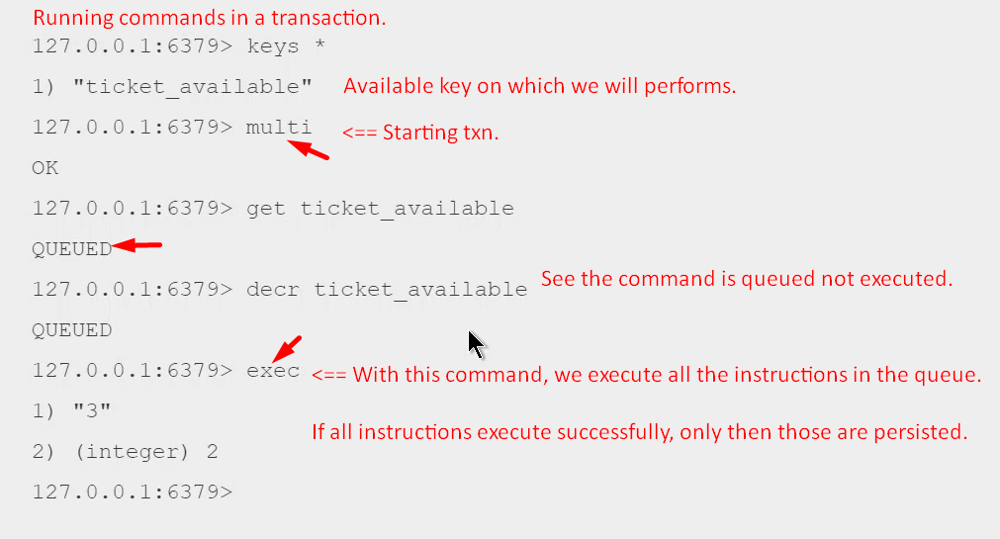 Running commands in a transaction.
127.0.0.1:6379> keys *
1) "ticket_available" Available key on which we will performs.
127.0.0.1:6379> multi <== Starting txn.
OK
127.0.0.1:6379> get ticket_available
QUEUED
127.0.0.1:6379> decr ticket_available See the command is queued not executed.
QUEUED
127.0.0.1:6379> exec <== With this command, we execute all the instructions in the queue.
1) "3"
If all instructions execute successfully, only then those are persisted.
2) (integer) 2
127.0.0.1:6379>